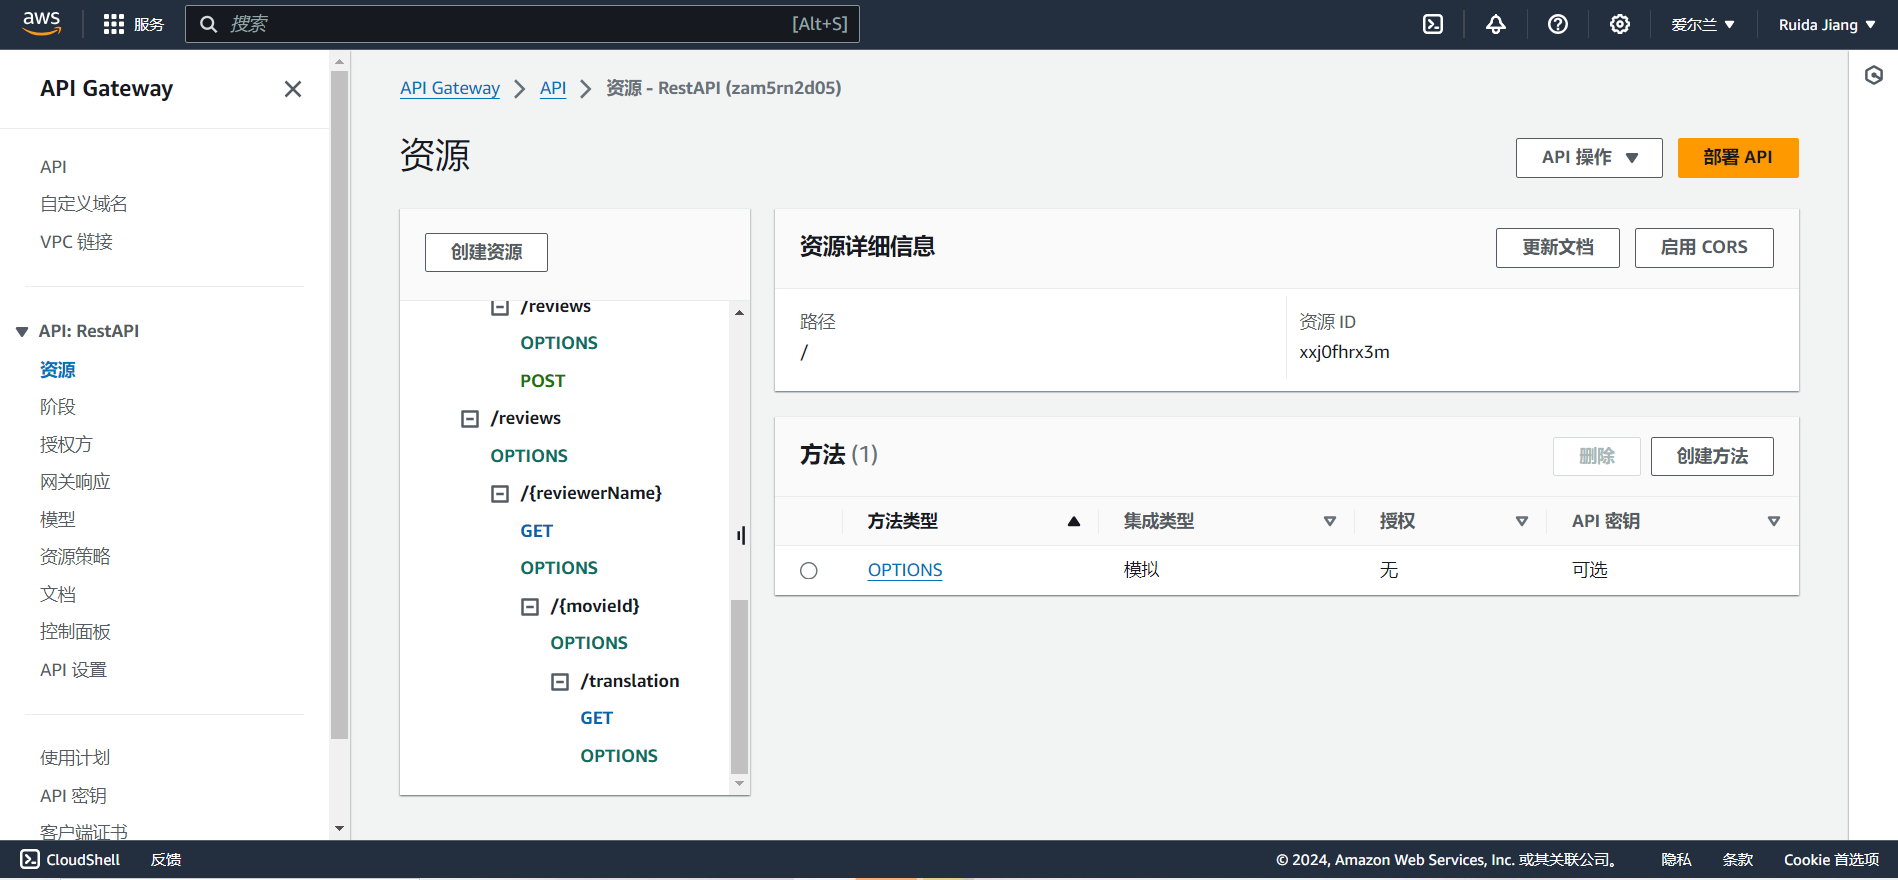 aws
服务
搜索
[Alt+S]
爱尔兰
Ruida Jiang
API Gateway
API
自定义域名
VPC 链接
API: RestAPI
资源
阶段
授权方
网关响应
模型
资源策略
文档
控制面板
API 设置
使用计划
API 密钥
客户端证书
API Gateway
API
资源 - RestAPI (zam5rn2d05)
资源
API 操作
部署 API
创建资源
/reviews
OPTIONS
POST
/reviews
OPTIONS
/{reviewerName}
GET
OPTIONS
/{movieId}
OPTIONS
/translation
GET
OPTIONS
资源详细信息
更新文档
启用 CORS
路径
/
资源 ID
xxj0fhrx3m
方法 (1)
删除
创建方法
方法类型
集成类型
授权
API 密钥
OPTIONS
模拟
无
可选
CloudShell
反馈
© 2024, Amazon Web Services, Inc. 或其关联公司。
隐私
条款
Cookie 首选项